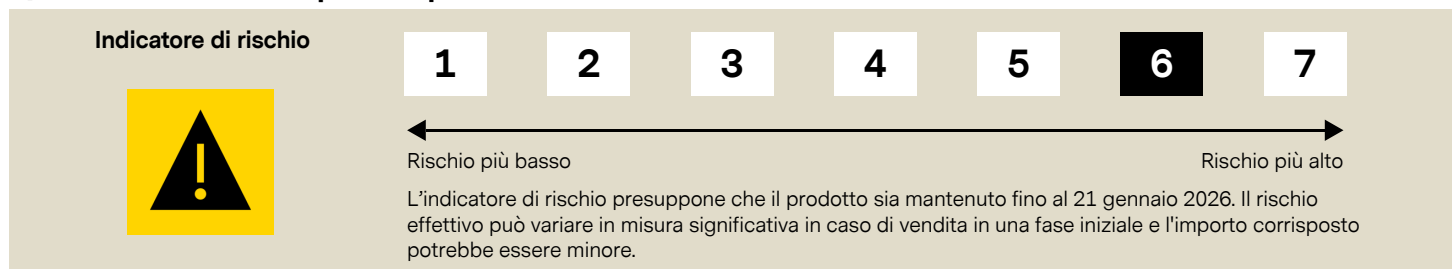 Indicatore di rischio
1 2 3 4 5 6 7
Rischio più basso Rischio più alto
L'indicatore di rischio presuppone che il prodotto sia mantenuto fino al 21 gennaio 2026. Il rischio
effettivo può variare in misura significativa in caso di vendita in una fase iniziale e l'importo corrisposto
potrebbe essere minore.